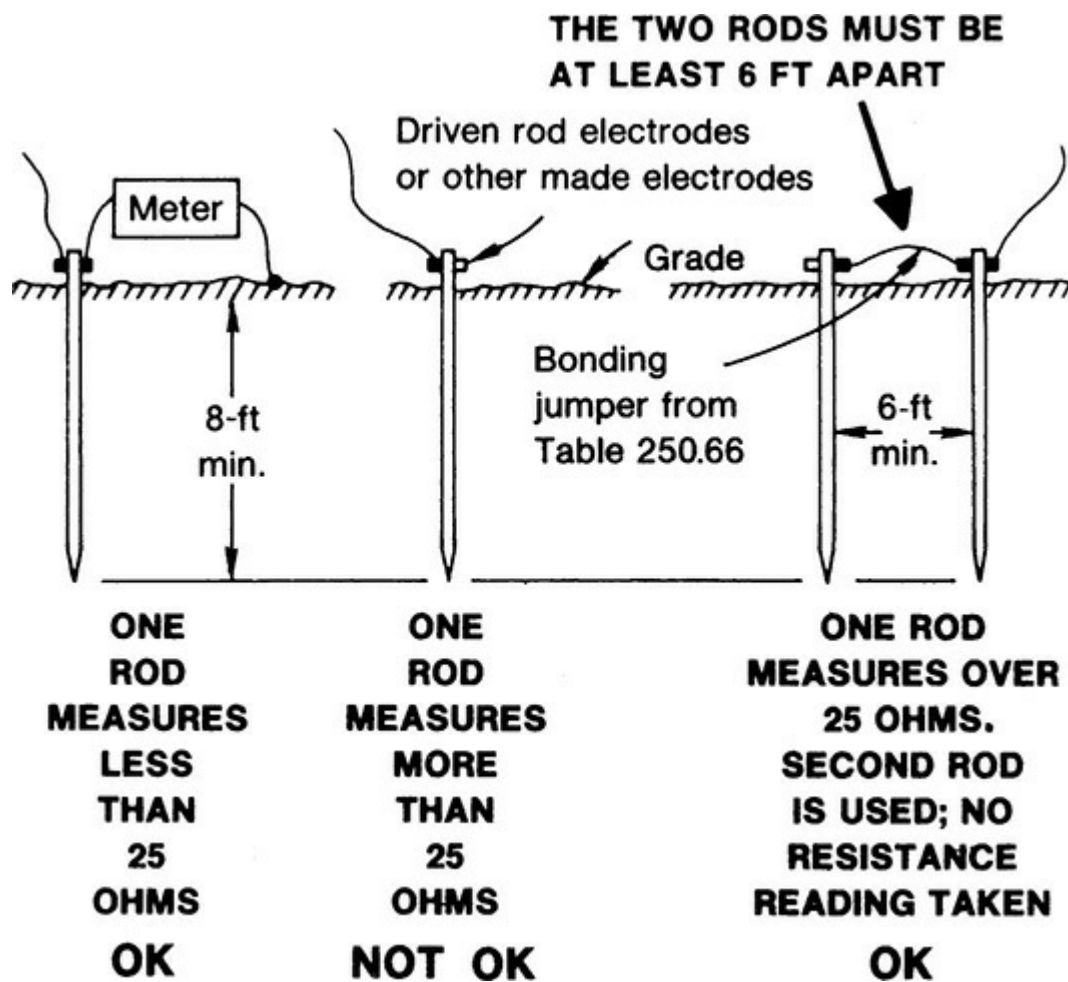 THE TWO RODS MUST BE
AT LEAST 6 FT APART
Driven rod electrodes
or other made electrodes
Meter
Grade
Bonding
jumper from
Table 250.66
8-ft
min.
6-ft
min.
ONE
ROD
MEASURES
LESS
THAN
25
OHMS
OK
ONE
ROD
MEASURES
MORE
THAN
25
OHMS
NOT OK
ONE ROD
MEASURES OVER
25 OHMS.
SECOND ROD
IS USED; NO
RESISTANCE
READING TAKEN
OK